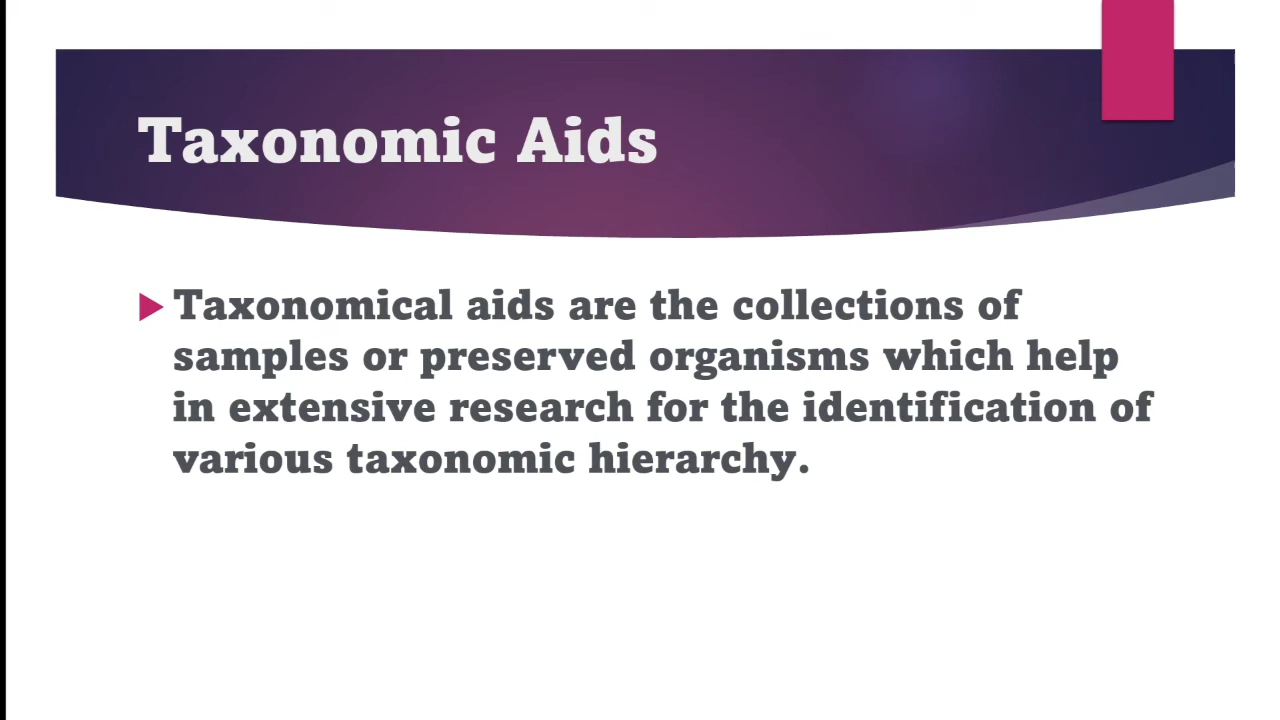 Taxonomic Aids
Taxonomical aids are the collections of
samples or preserved organisms which help
in extensive research for the identification of
various taxonomic hierarchy.